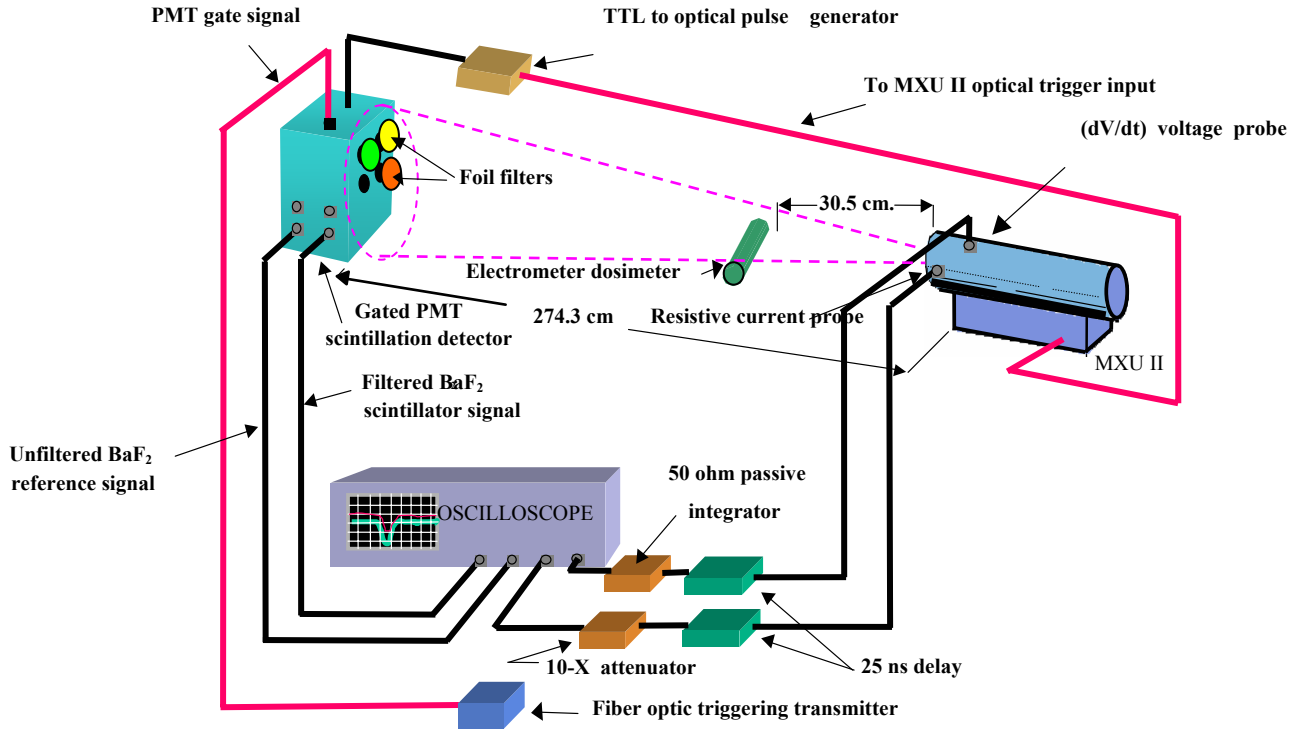 PMT gate signal
TTL to optical pulse generator
To MXU II optical trigger input
(dV/dt) voltage probe
Foil filters
30.5 cm.
Electrometer dosimeter
Gated PMT
scintillation detector
274.3 cm
Resistive current probe
MXU II
Filtered BaF₂
scintillator signal
Unfiltered BaF₂
reference signal
50 ohm passive
integrator
OSCILLOSCOPE
10-X attenuator
25 ns delay
Fiber optic triggering transmitter